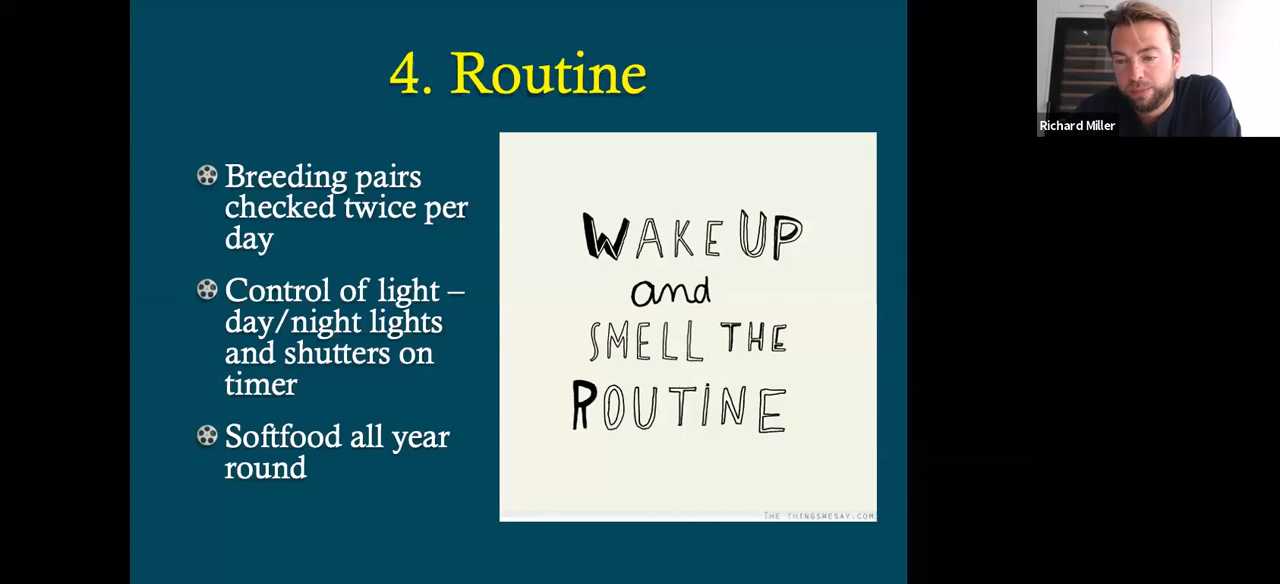 4. Routine
Breeding pairs
checked twice per
day
Control of light –
day/night lights
and shutters on
timer
Softfood all year
round
WAKE UP
and
SMELL THE
ROUTINE
THE THINGSWESAY.COM
Richard Miller